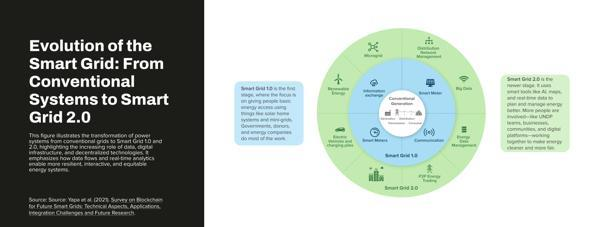 Evolution of the
Smart Grid: From
Conventional
Systems to Smart
Grid 2.0
This figure illustrates the transformation of power
systems from conventional grids to Smart Grid 1.0 and
2.0, highlighting the increasing role of data, digital
infrastructure, and decentralized technologies. It
emphasizes how data flows and real-time analytics
enable more resilient, interactive, and equitable
energy systems.
Source: Source: Yapa et al. (2021). Survey on Blockchain
for Future Smart Grids: Technical Aspects, Applications,
Integration Challenges and Future Research.
Smart Grid 1.0 is the first
stage, where the focus is
on giving people basic
energy access using
things like solar home
systems and mini-grids.
Governments, donors,
and energy companies
do most of the work.
Microgrid
Distribution
Network
Management
Renewable
Energy
Information
exchange
Smart Meter
Big Data
Conventional
Generation
Generation
Distribution
Transmission
Consumer
Electric
Vehicles and
charging piles
Smart Meters
Communication
Energy
Data
Management
Smart Grid 1.0
P2P Energy
Trading
Smart Grid 2.0
Smart Grid 2.0 is the
newer stage. It uses
smart tools like AI, maps,
and real-time data to
plan and manage energy
better. More people are
involved—like UNDP
teams, businesses,
communities, and digital
platforms—working
together to make energy
cleaner and more fair.